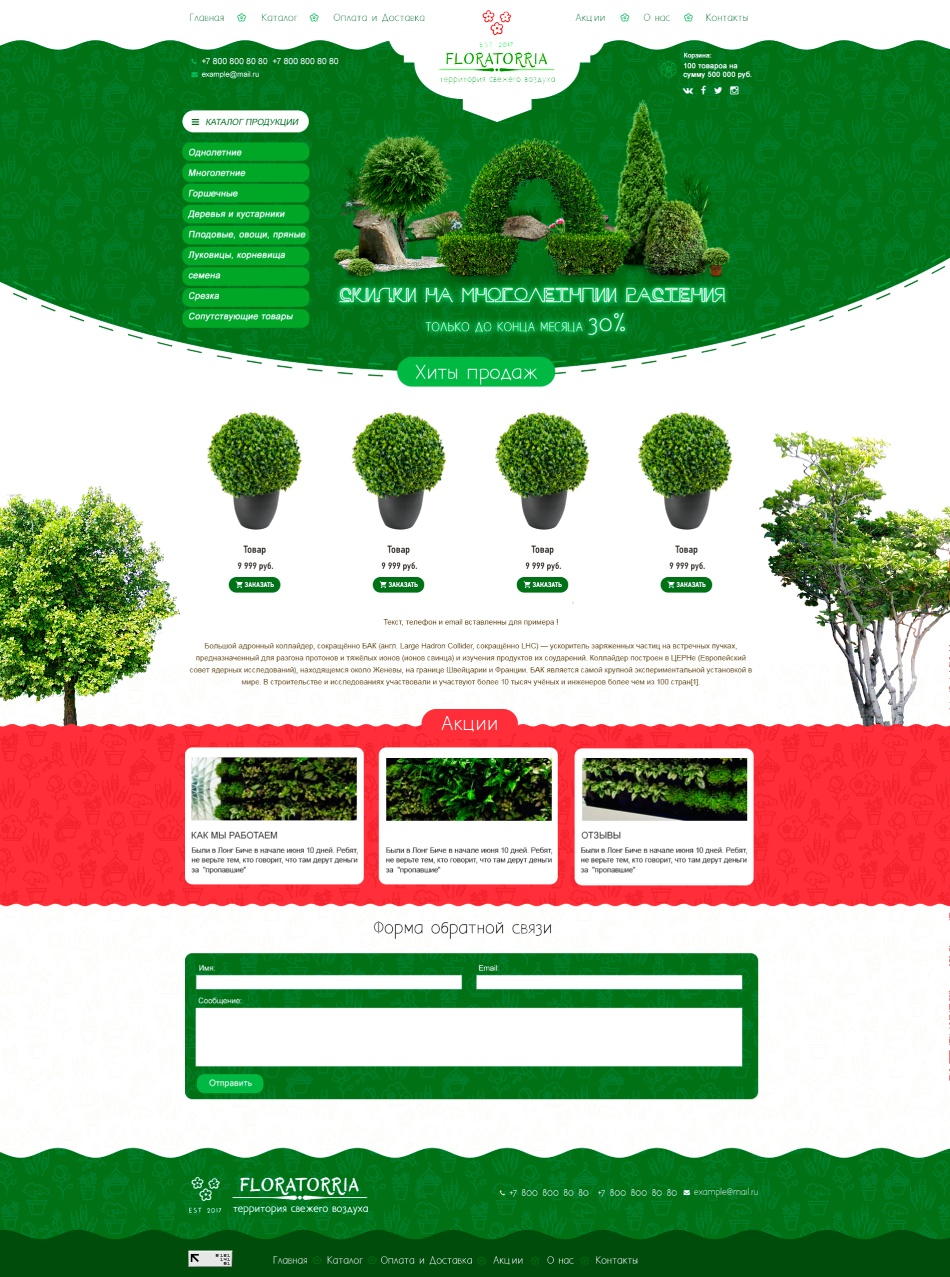 Главная Каталог Оплата и Доставка Акции О нас Контакты
EST 2017
FLORATORRIA
территория свежего воздуха
+7 800 800 80 80 +7 800 800 80 80
example@mail.ru
Корзина:
100 товароа на
сумму 500 000 руб.
КАТАЛОГ ПРОДУКЦИИ
Однолетние
Многолетние
Горшечные
Деревья и кустарники
Плодовые, овощи, пряные
Луковицы, корневища
семена
Срезка
Сопутствующие товары
СКИДКИ НА МНОГОЛЕТЧПИИ РАСТЕНИЯ
ТОЛЬКО ДО КОНЦА МЕСЯЦА 30%
Хиты продаж
Товар Товар Товар Товар
9 999 руб. 9 999 руб. 9 999 руб. 9 999 руб.
ЗАКАЗАТЬ ЗАКАЗАТЬ ЗАКАЗАТЬ ЗАКАЗАТЬ
Текст, телефон и email вставленны для примера !
Большой адронный коллайдер, сокращённо БАК (англ. Large Hadron Collider, сокращённо LHC) — ускоритель заряженных частиц на встречных пучках,
предназначенный для разгона протонов и тяжёлых ионов (ионов свинца) и изучения продуктов их соударений. Коллайдер построен в ЦЕРНе (Европейский
совет ядерных исследований), находящемся около Женевы, на границе Швейцарии и Франции. БАК является самой крупной экспериментальной установкой в
мире. В строительстве и исследованиях участвовали и участвуют более 10 тысяч учёных и инженеров более чем из 100 стран[1].
Акции
КАК МЫ РАБОТАЕМ
Были в Лонг Биче в начале июня 10 дней. Ребят,
не верьте тем, кто говорит, что там дерут деньги
за "пропавшие"
Были в Лонг Биче в начале июня 10 дней. Ребят,
не верьте тем, кто говорит, что там дерут деньги
за "пропавшие"
ОТЗЫВЫ
Были в Лонг Биче в начале июня 10 дней. Ребят,
не верьте тем, кто говорит, что там дерут деньги
за "пропавшие"
Форма обратной связи
Имя: Email:
Сообщение:
Отправить
EST 2017
FLORATORRIA
территория свежего воздуха
+7 800 800 80 80 +7 800 800 80 80 example@mail.ru
Главная Каталог Оплата и Доставка Акции О нас Контакты